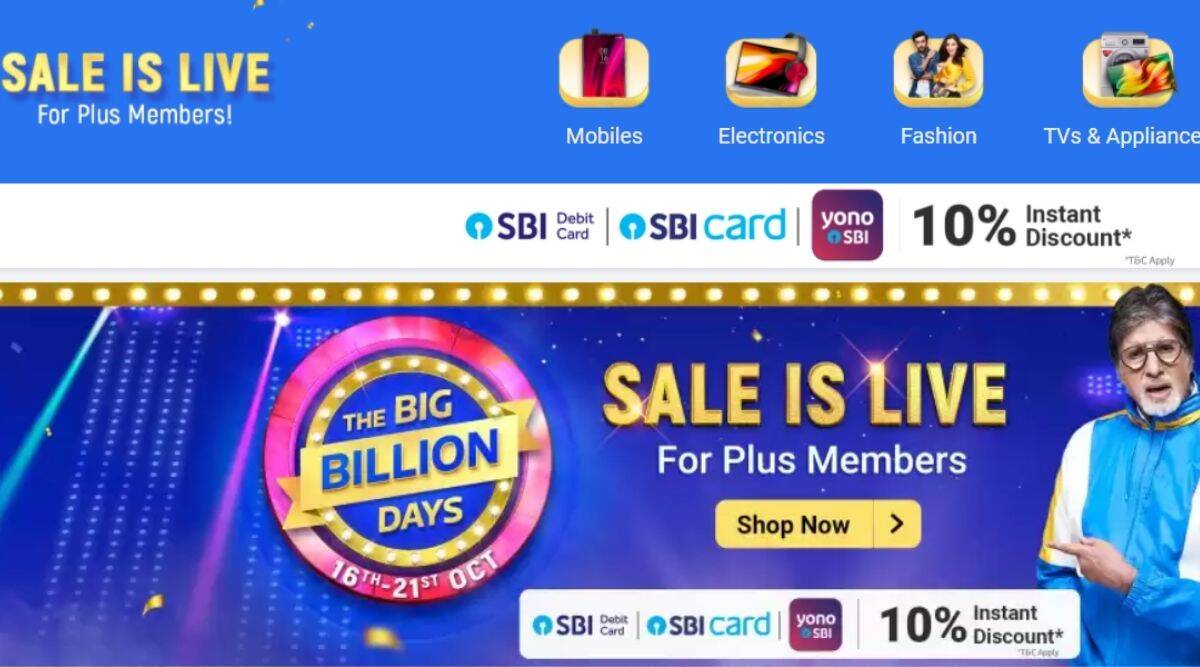 SALE IS LIVE
For Plus Members!
Mobiles
Electronics
Fashion
TVs & Appliance
SBI Debit Card
SBI card
yono SBI
10% Instant Discount*
*T&C Apply
THE BIG
BILLION
DAYS
16TH-21ST OCT
SALE IS LIVE
For Plus Members
Shop Now
SBI Debit Card
SBI card
yono SBI
10% Instant Discount*
*T&C Apply